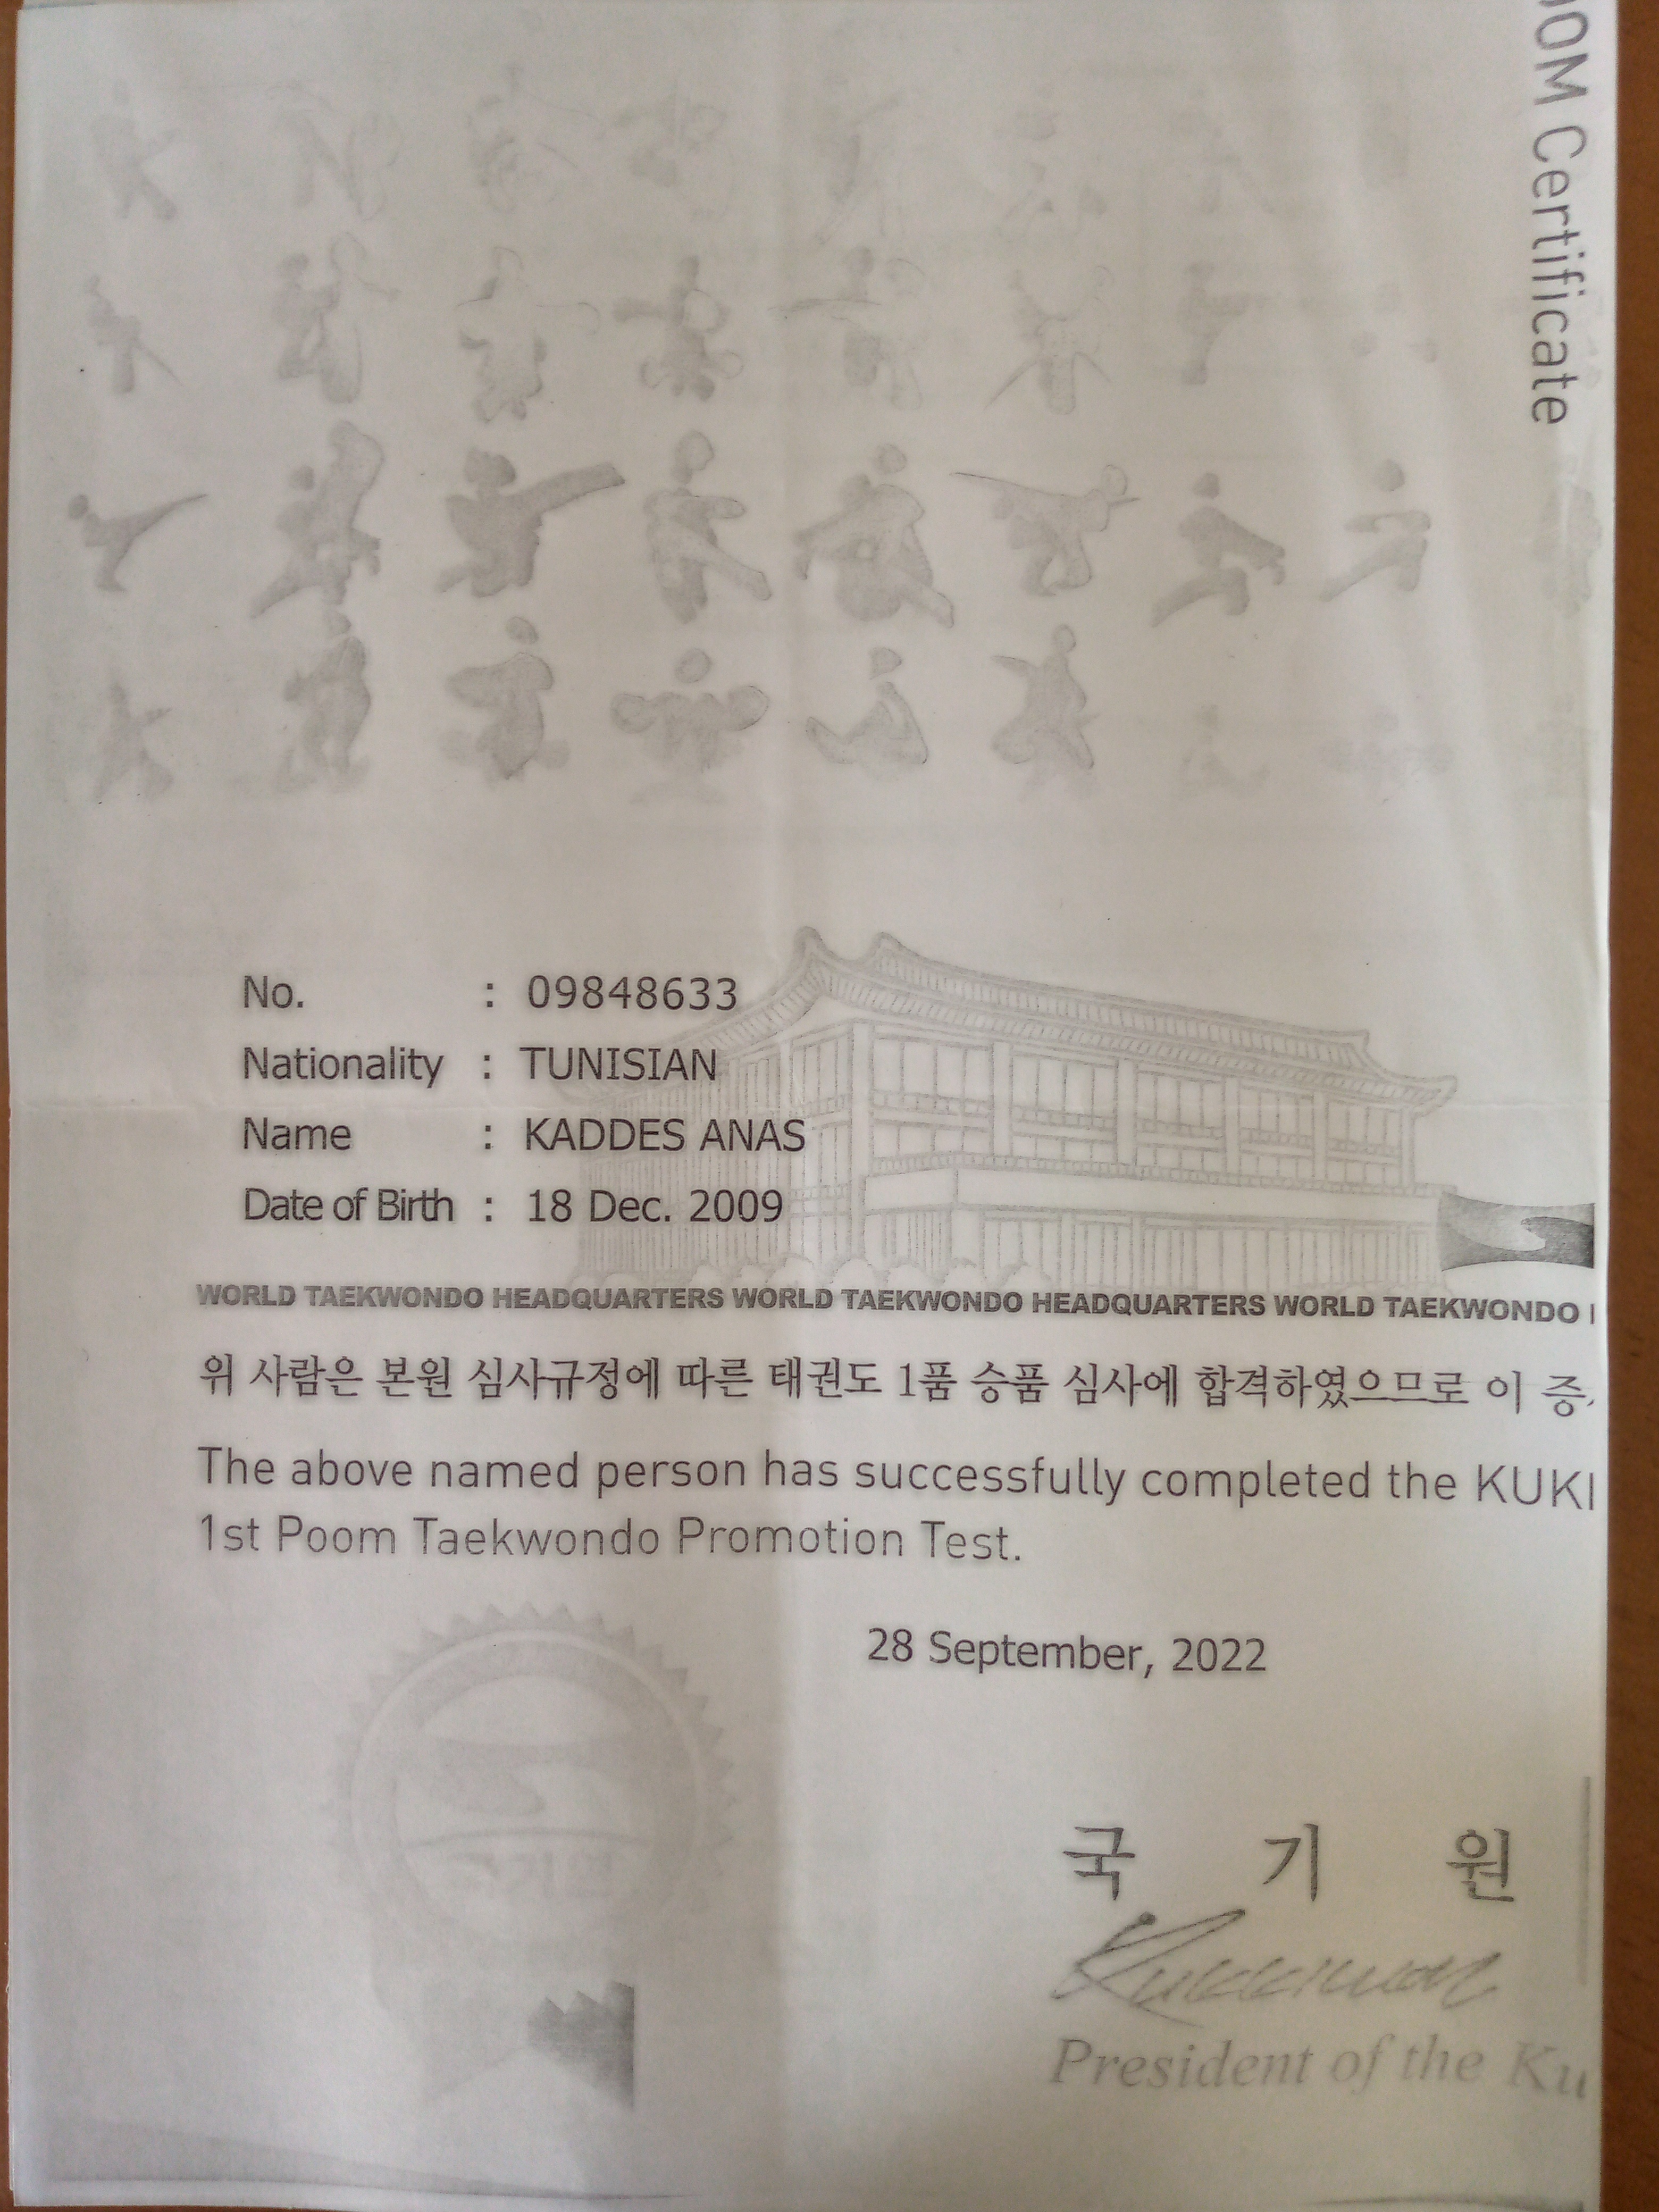 OOM Certificate
No. : 09848633
Nationality : TUNISIAN
Name : KADDES ANAS
Date of Birth : 18 Dec. 2009
WORLD TAEKWONDO HEADQUARTERS WORLD TAEKWONDO HEADQUARTERS WORLD TAEKWONDO
위 사람은 본원 심사규정에 따른 태권도 1품 승품 심사에 합격하였으므로 이 증
The above named person has successfully completed the KUKI
1st Poom Taekwondo Promotion Test.
28 September, 2022
국 기 원
Kukkiwon
President of the Ku